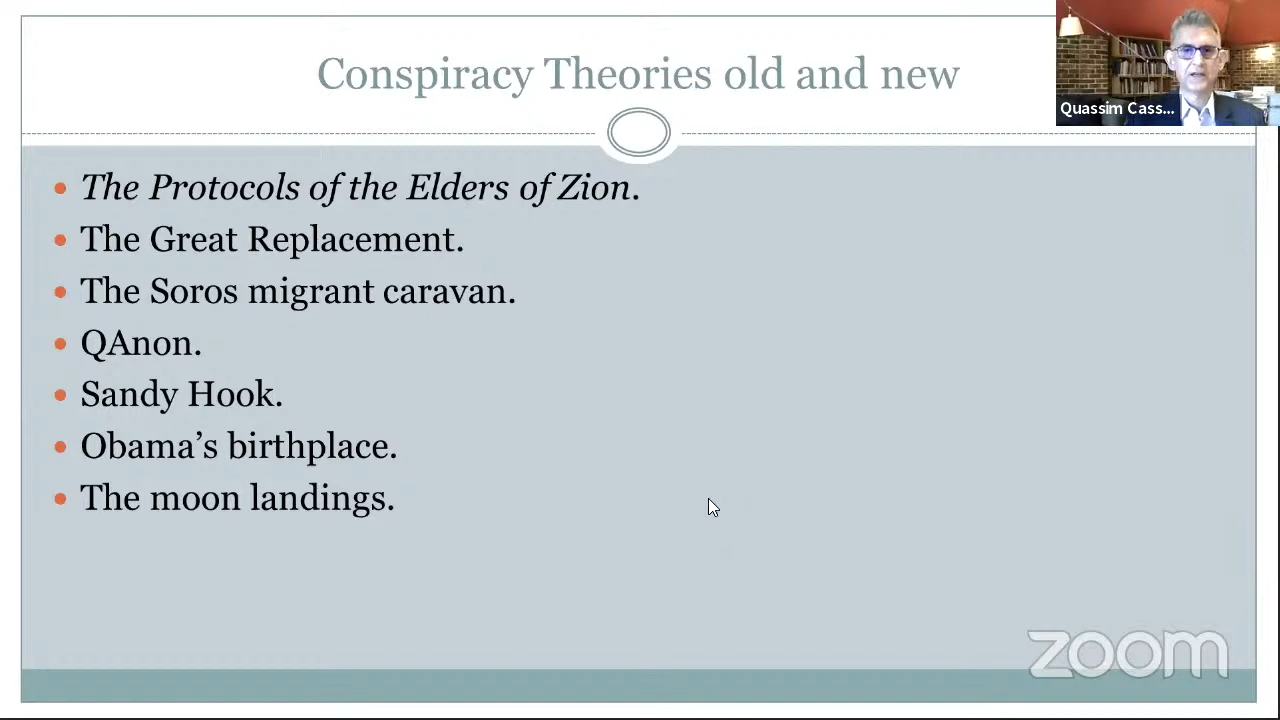 Conspiracy Theories old and new
Quassim Cass...
The Protocols of the Elders of Zion.
The Great Replacement.
The Soros migrant caravan.
QAnon.
Sandy Hook.
Obama’s birthplace.
The moon landings.
zoom